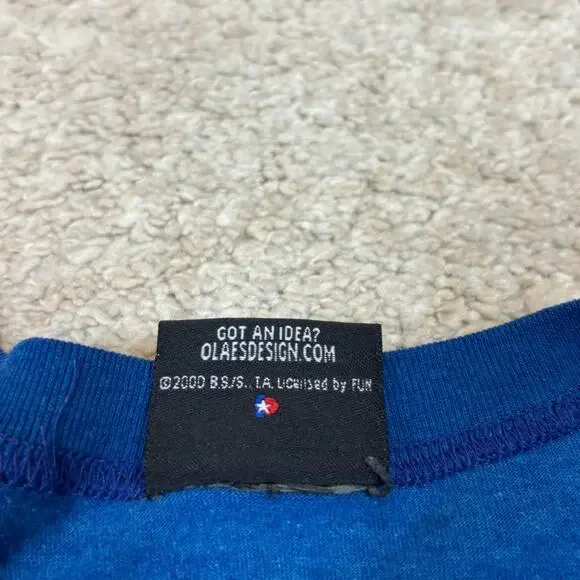 GOT AN IDEA?
OLAESDESIGN.COM
©2000 B.S./S., T.A. Licensed by FUN